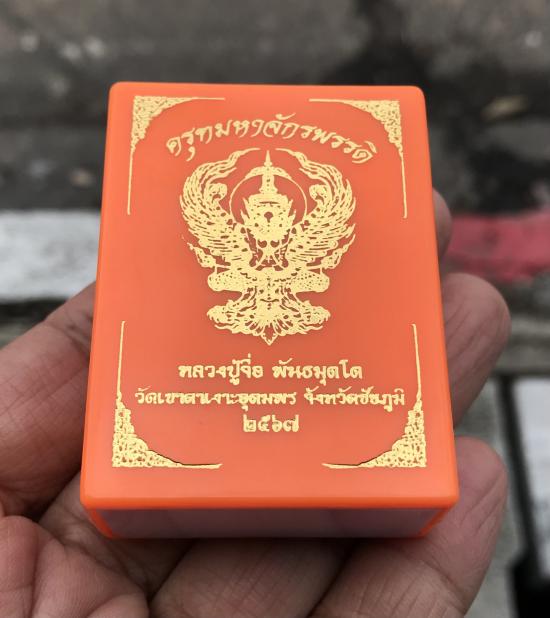 ครุฑมหาจักรพรรดิ
หลวงปู่จื่อ พันธมุตโต
วัดเขาตาเงาะอุดมพร จังหวัดชัยภูมิ
๒๕๖๗